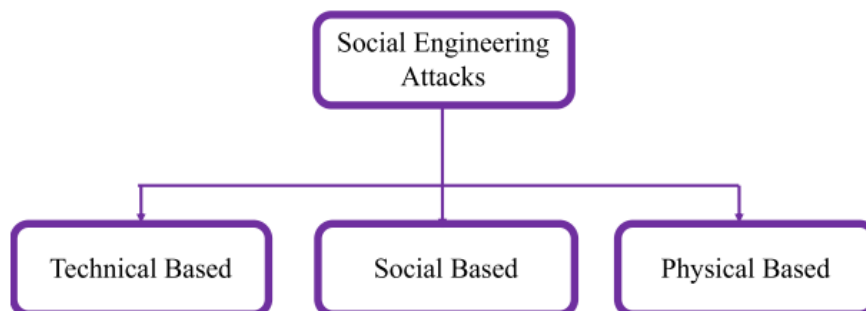 Social Engineering
Attacks
Technical Based
Social Based
Physical Based